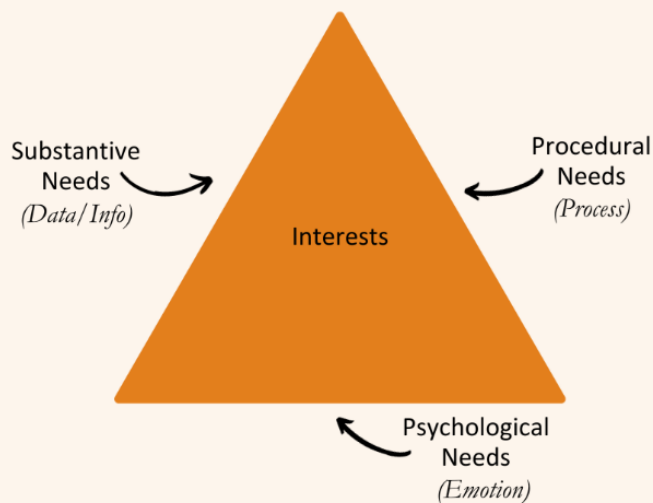 Substantive
Needs
(Data/Info)
Procedural
Needs
(Process)
Interests
Psychological
Needs
(Emotion)